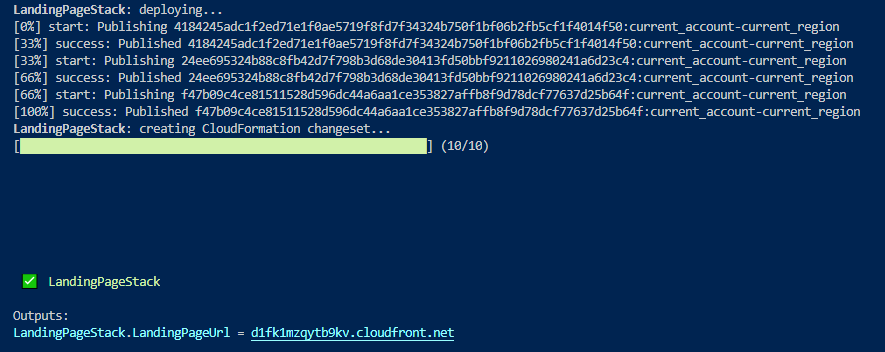 LandingPageStack: deploying...
[0%] start: Publishing 4184245adc1f2ed71e1f0ae5719f8fd7f34324b750f1bf06b2fb5cf1f4014f50:current_account-current_region
[33%] success: Published 4184245adc1f2ed71e1f0ae5719f8fd7f34324b750f1bf06b2fb5cf1f4014f50:current_account-current_region
[33%] start: Publishing 24ee695324b88c8fb42d7f798b3d68de30413fd50bbf9211026980241a6d23c4:current_account-current_region
[66%] success: Published 24ee695324b88c8fb42d7f798b3d68de30413fd50bbf9211026980241a6d23c4:current_account-current_region
[66%] start: Publishing f47b09c4ce81511528d596dc44a6aa1ce353827affb8f9d78dcf77637d25b64f:current_account-current_region
[100%] success: Published f47b09c4ce81511528d596dc44a6aa1ce353827affb8f9d78dcf77637d25b64f:current_account-current_region
LandingPageStack: creating CloudFormation changeset...
[██████████████████████████████████████████████████████████] (10/10)
✅ LandingPageStack
Outputs:
LandingPageStack.LandingPageUrl = d1fk1mzqytb9kv.cloudfront.net